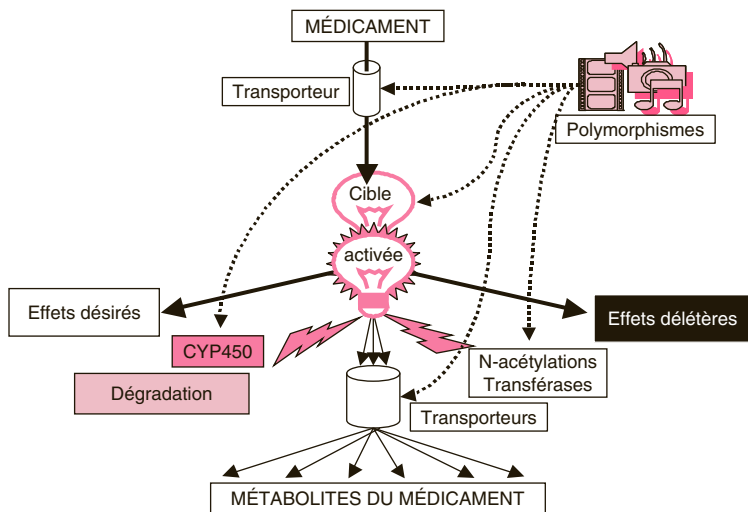 MÉDICAMENT
Transporteur
Polymorphismes
Cible
activée
Effets désirés
Effets délétères
CYP450
N-acétylations
Transférases
Dégradation
Transporteurs
MÉTABOLITES DU MÉDICAMENT